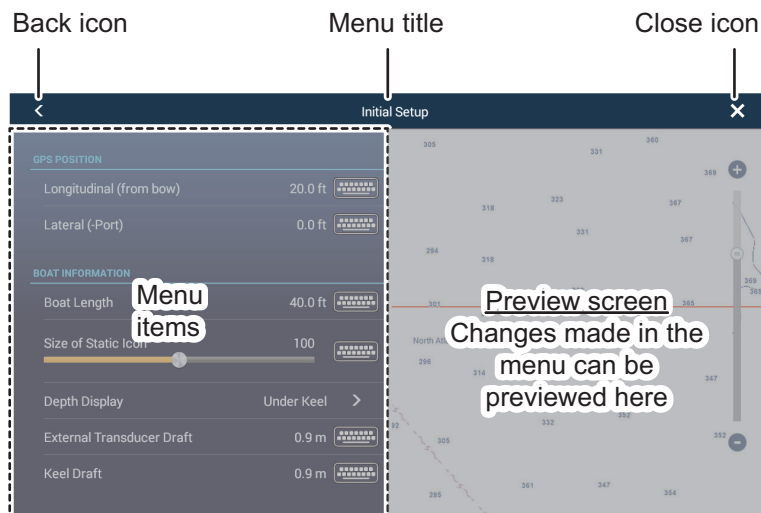 Back icon
Menu title
Close icon
Initial Setup
GPS POSITION
Longitudinal (from bow)
20.0 ft
Lateral (-Port)
0.0 ft
BOAT INFORMATION
Boat Length
40.0 ft
Menu
items
Size of Static Icon
100
Depth Display
Under Keel
External Transducer Draft
0.9 m
Keel Draft
0.9 m
305
331
360
369
318
323
367
331
367
294
318
369
301
Preview screen
365
Changes made in the
menu can be
previewed here
North
298
314
347
332
352
352
305
285
361
347
354